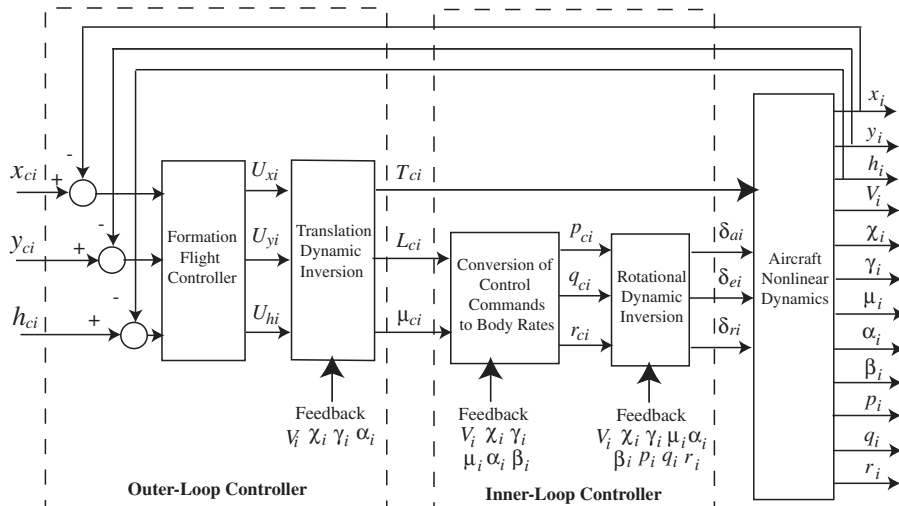 x_ci
+
-
y_ci
+
-
h_ci
+
-
Formation
Flight
Controller
U_xi
U_yi
U_hi
Translation
Dynamic
Inversion
Feedback
V_i χ_i γ_i α_i
Outer-Loop Controller
T_ci
L_ci
μ_ci
Conversion of
Control
Commands
to Body Rates
Feedback
V_i χ_i γ_i
μ_i α_i β_i
p_ci
q_ci
r_ci
Rotational
Dynamic
Inversion
Feedback
V_i χ_i γ_i μ_i α_i
β_i p_i q_i r_i
Inner-Loop Controller
δ_ai
δ_ei
δ_ri
Aircraft
Nonlinear
Dynamics
x_i
y_i
h_i
V_i
χ_i
γ_i
μ_i
α_i
β_i
p_i
q_i
r_i